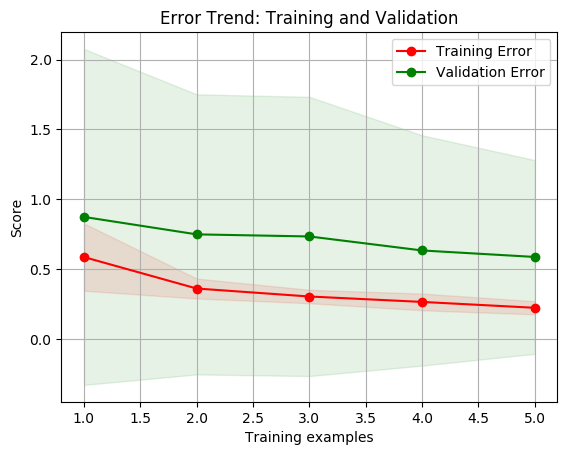 Error Trend: Training and Validation
Training Error
Validation Error
2.0
1.5
1.0
0.5
0.0
Score
1.0 1.5 2.0 2.5 3.0 3.5 4.0 4.5 5.0
Training examples